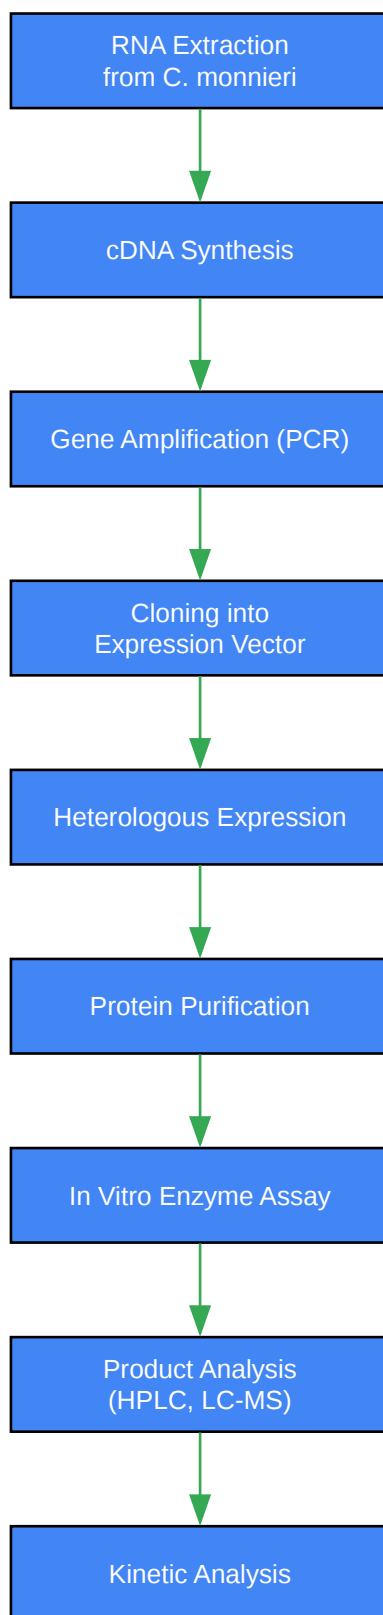 RNA Extraction
from C. monnieri
cDNA Synthesis
Gene Amplification (PCR)
Cloning into
Expression Vector
Heterologous Expression
Protein Purification
In Vitro Enzyme Assay
Product Analysis
(HPLC, LC-MS)
Kinetic Analysis